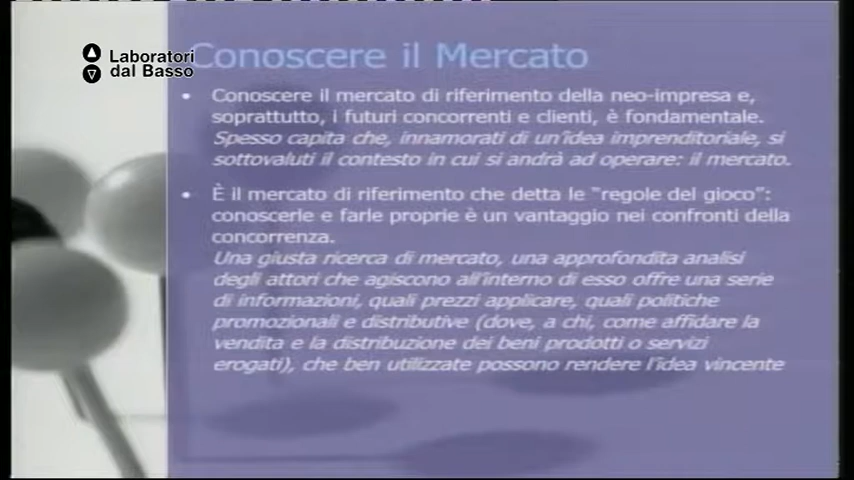 Laboratori
dal Basso
Conoscere il Mercato
• Conoscere il mercato di riferimento della neo-impresa e,
soprattutto, i futuri concorrenti e clienti, è fondamentale.
Spesso capita che, innamorati di un'idea imprenditoriale, si
sottovaluti il contesto in cui si andrà ad operare: il mercato.
• È il mercato di riferimento che detta le "regole del gioco":
conoscerle e farle proprie è un vantaggio nei confronti della
concorrenza.
Una giusta ricerca di mercato, una approfondita analisi
degli attori che agiscono all'interno di esso offre una serie
di informazioni, quali prezzi applicare, quali politiche
promozionali e distributive (dove, a chi, come affidare la
vendita e la distribuzione dei beni prodotti o servizi
erogati), che ben utilizzate possono rendere l'idea vincente